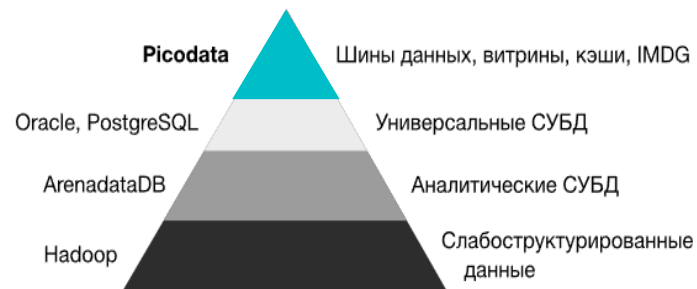 Picodata
Шины данных, витрины, кэши, IMDG
Oracle, PostgreSQL
Универсальные СУБД
ArenadataDB
Аналитические СУБД
Hadoop
Слабоструктурированные
данные